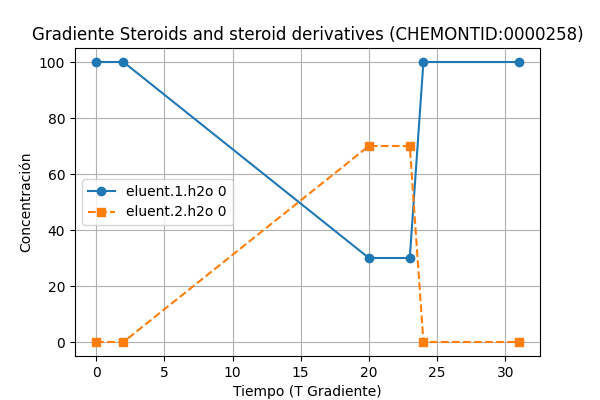 Gradiente Steroids and steroid derivatives (CHEMONTID:0000258)
100
80
60
40
20
0
Concentración
eluent.1.h2o 0
eluent.2.h2o 0
0 5 10 15 20 25 30
Tiempo (T Gradiente)